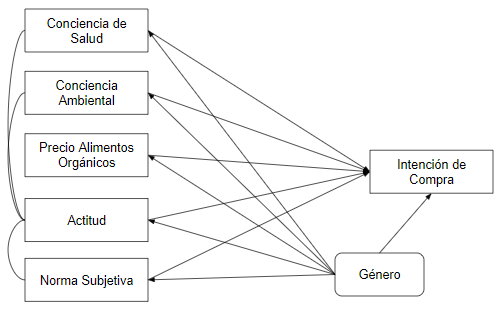 Conciencia de
Salud
Conciencia
Ambiental
Precio Alimentos
Orgánicos
Intención de
Compra
Actitud
Norma Subjetiva
Género